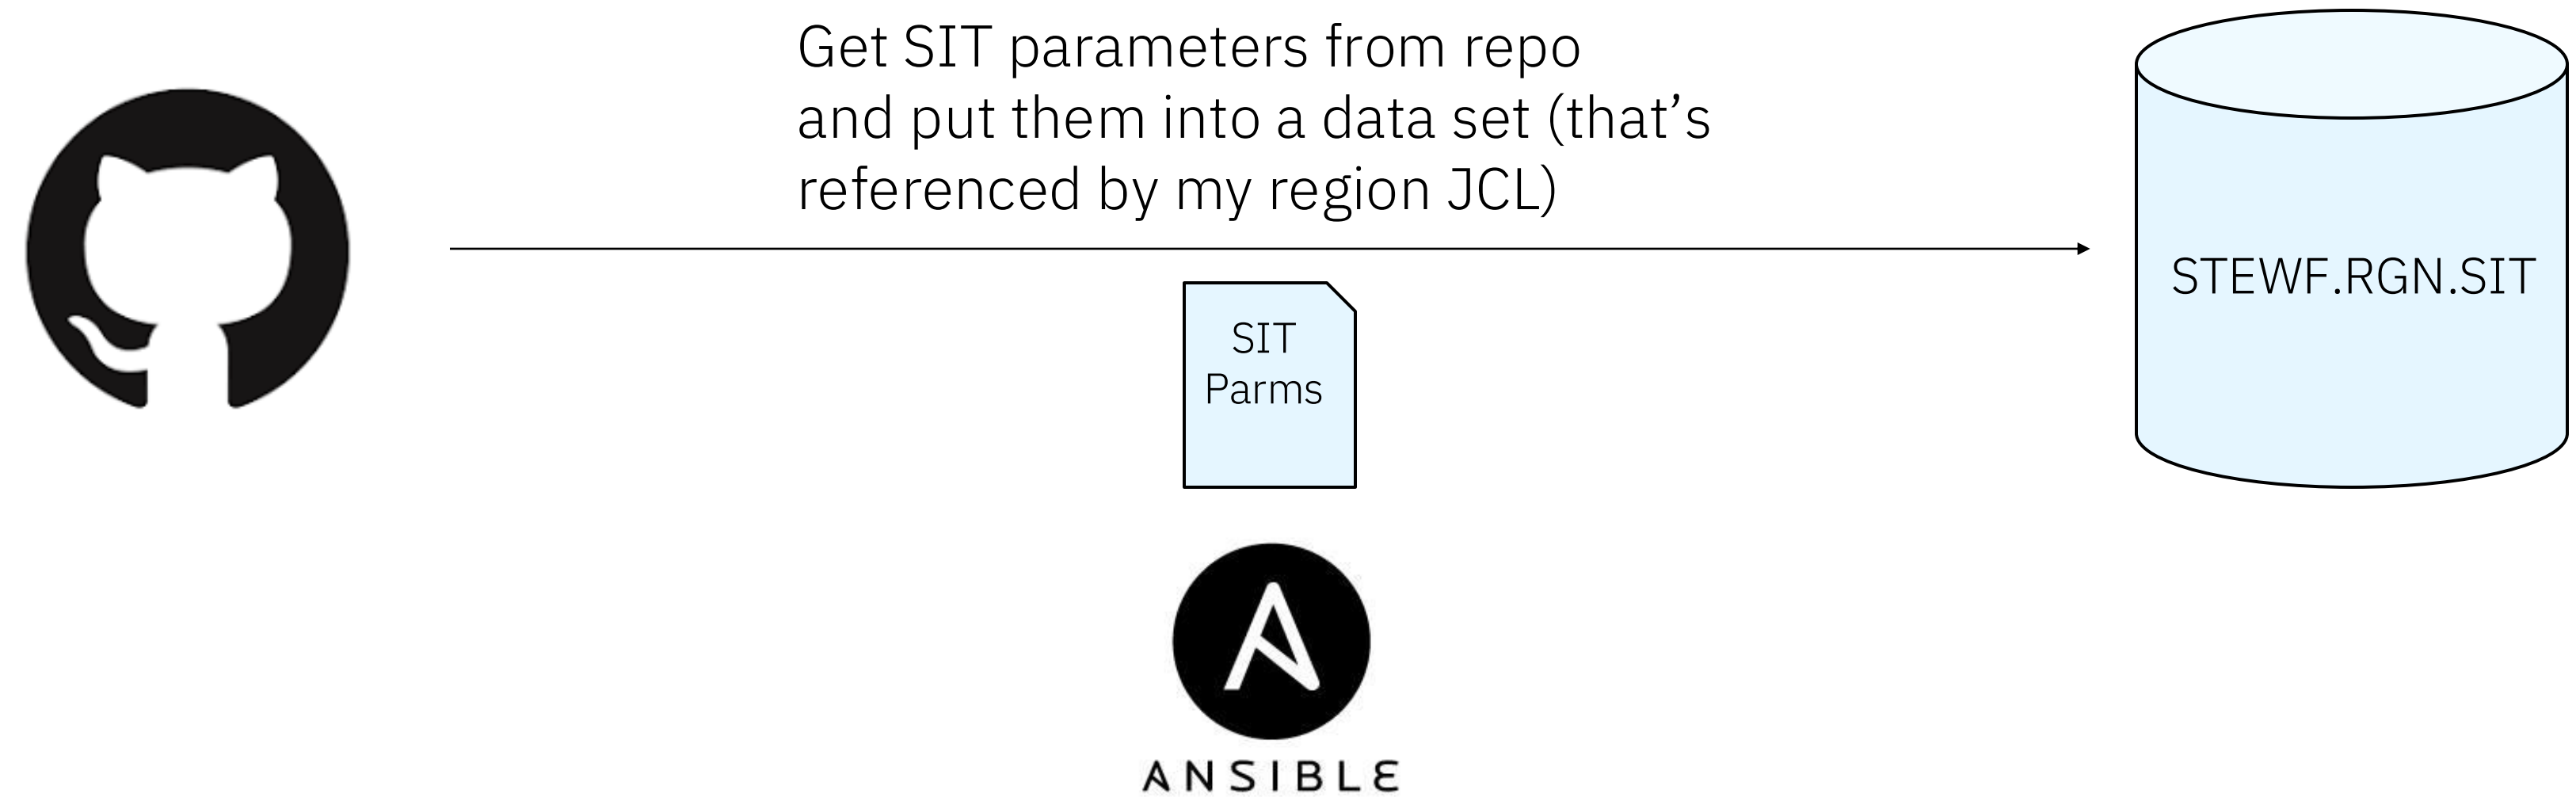 Get SIT parameters from repo
and put them into a data set (that’s
referenced by my region JCL)
STEWF.RGN.SIT
SIT
Parms
ANSIBLE